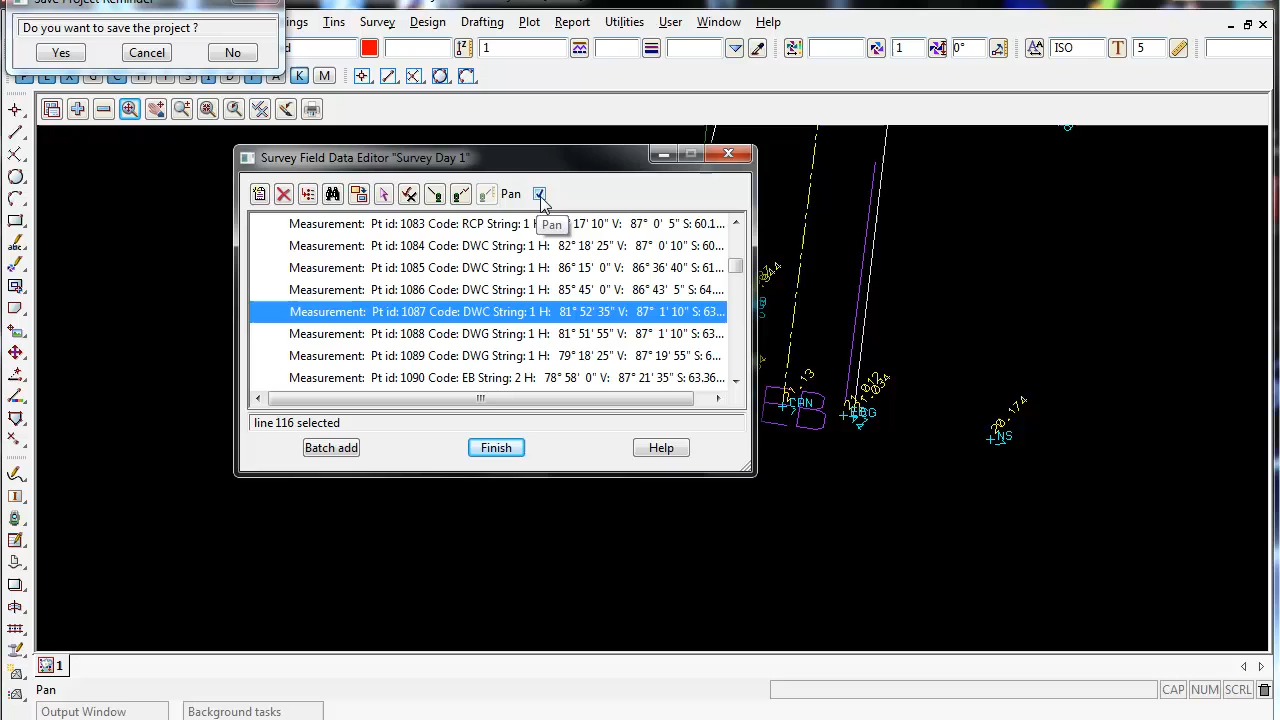 Save Project Reminder
Do you want to save the project ?
Yes Cancel No
Tins Survey Design Drafting Plot Report Utilities User Window Help
1 1 0° ISO T 5
K M
Survey Field Data Editor "Survey Day 1"
Pan
Pan
Measurement: Pt id: 1083 Code: RCP String: 1 17' 10" V: 87° 0' 5" S: 60.1...
Measurement: Pt id: 1084 Code: DWC String: 1 H: 82° 18' 25" V: 87° 0' 10" S: 60...
Measurement: Pt id: 1085 Code: DWC String: 1 H: 86° 15' 0" V: 86° 36' 40" S: 61...
Measurement: Pt id: 1086 Code: DWC String: 1 H: 85° 45' 0" V: 86° 43' 5" S: 64...
Measurement: Pt id: 1087 Code: DWC String: 1 H: 81° 52' 35" V: 87° 1' 10" S: 63...
Measurement: Pt id: 1088 Code: DWG String: 1 H: 81° 51' 55" V: 87° 1' 10" S: 63...
Measurement: Pt id: 1089 Code: DWG String: 1 H: 79° 18' 25" V: 87° 19' 55" S: 6...
Measurement: Pt id: 1090 Code: EB String: 2 H: 78° 58' 0" V: 87° 21' 35" S: 63.36...
line 116 selected
Batch add Finish Help
20.174
NS
1
Pan
CAP NUM SCRL
Output Window Background tasks